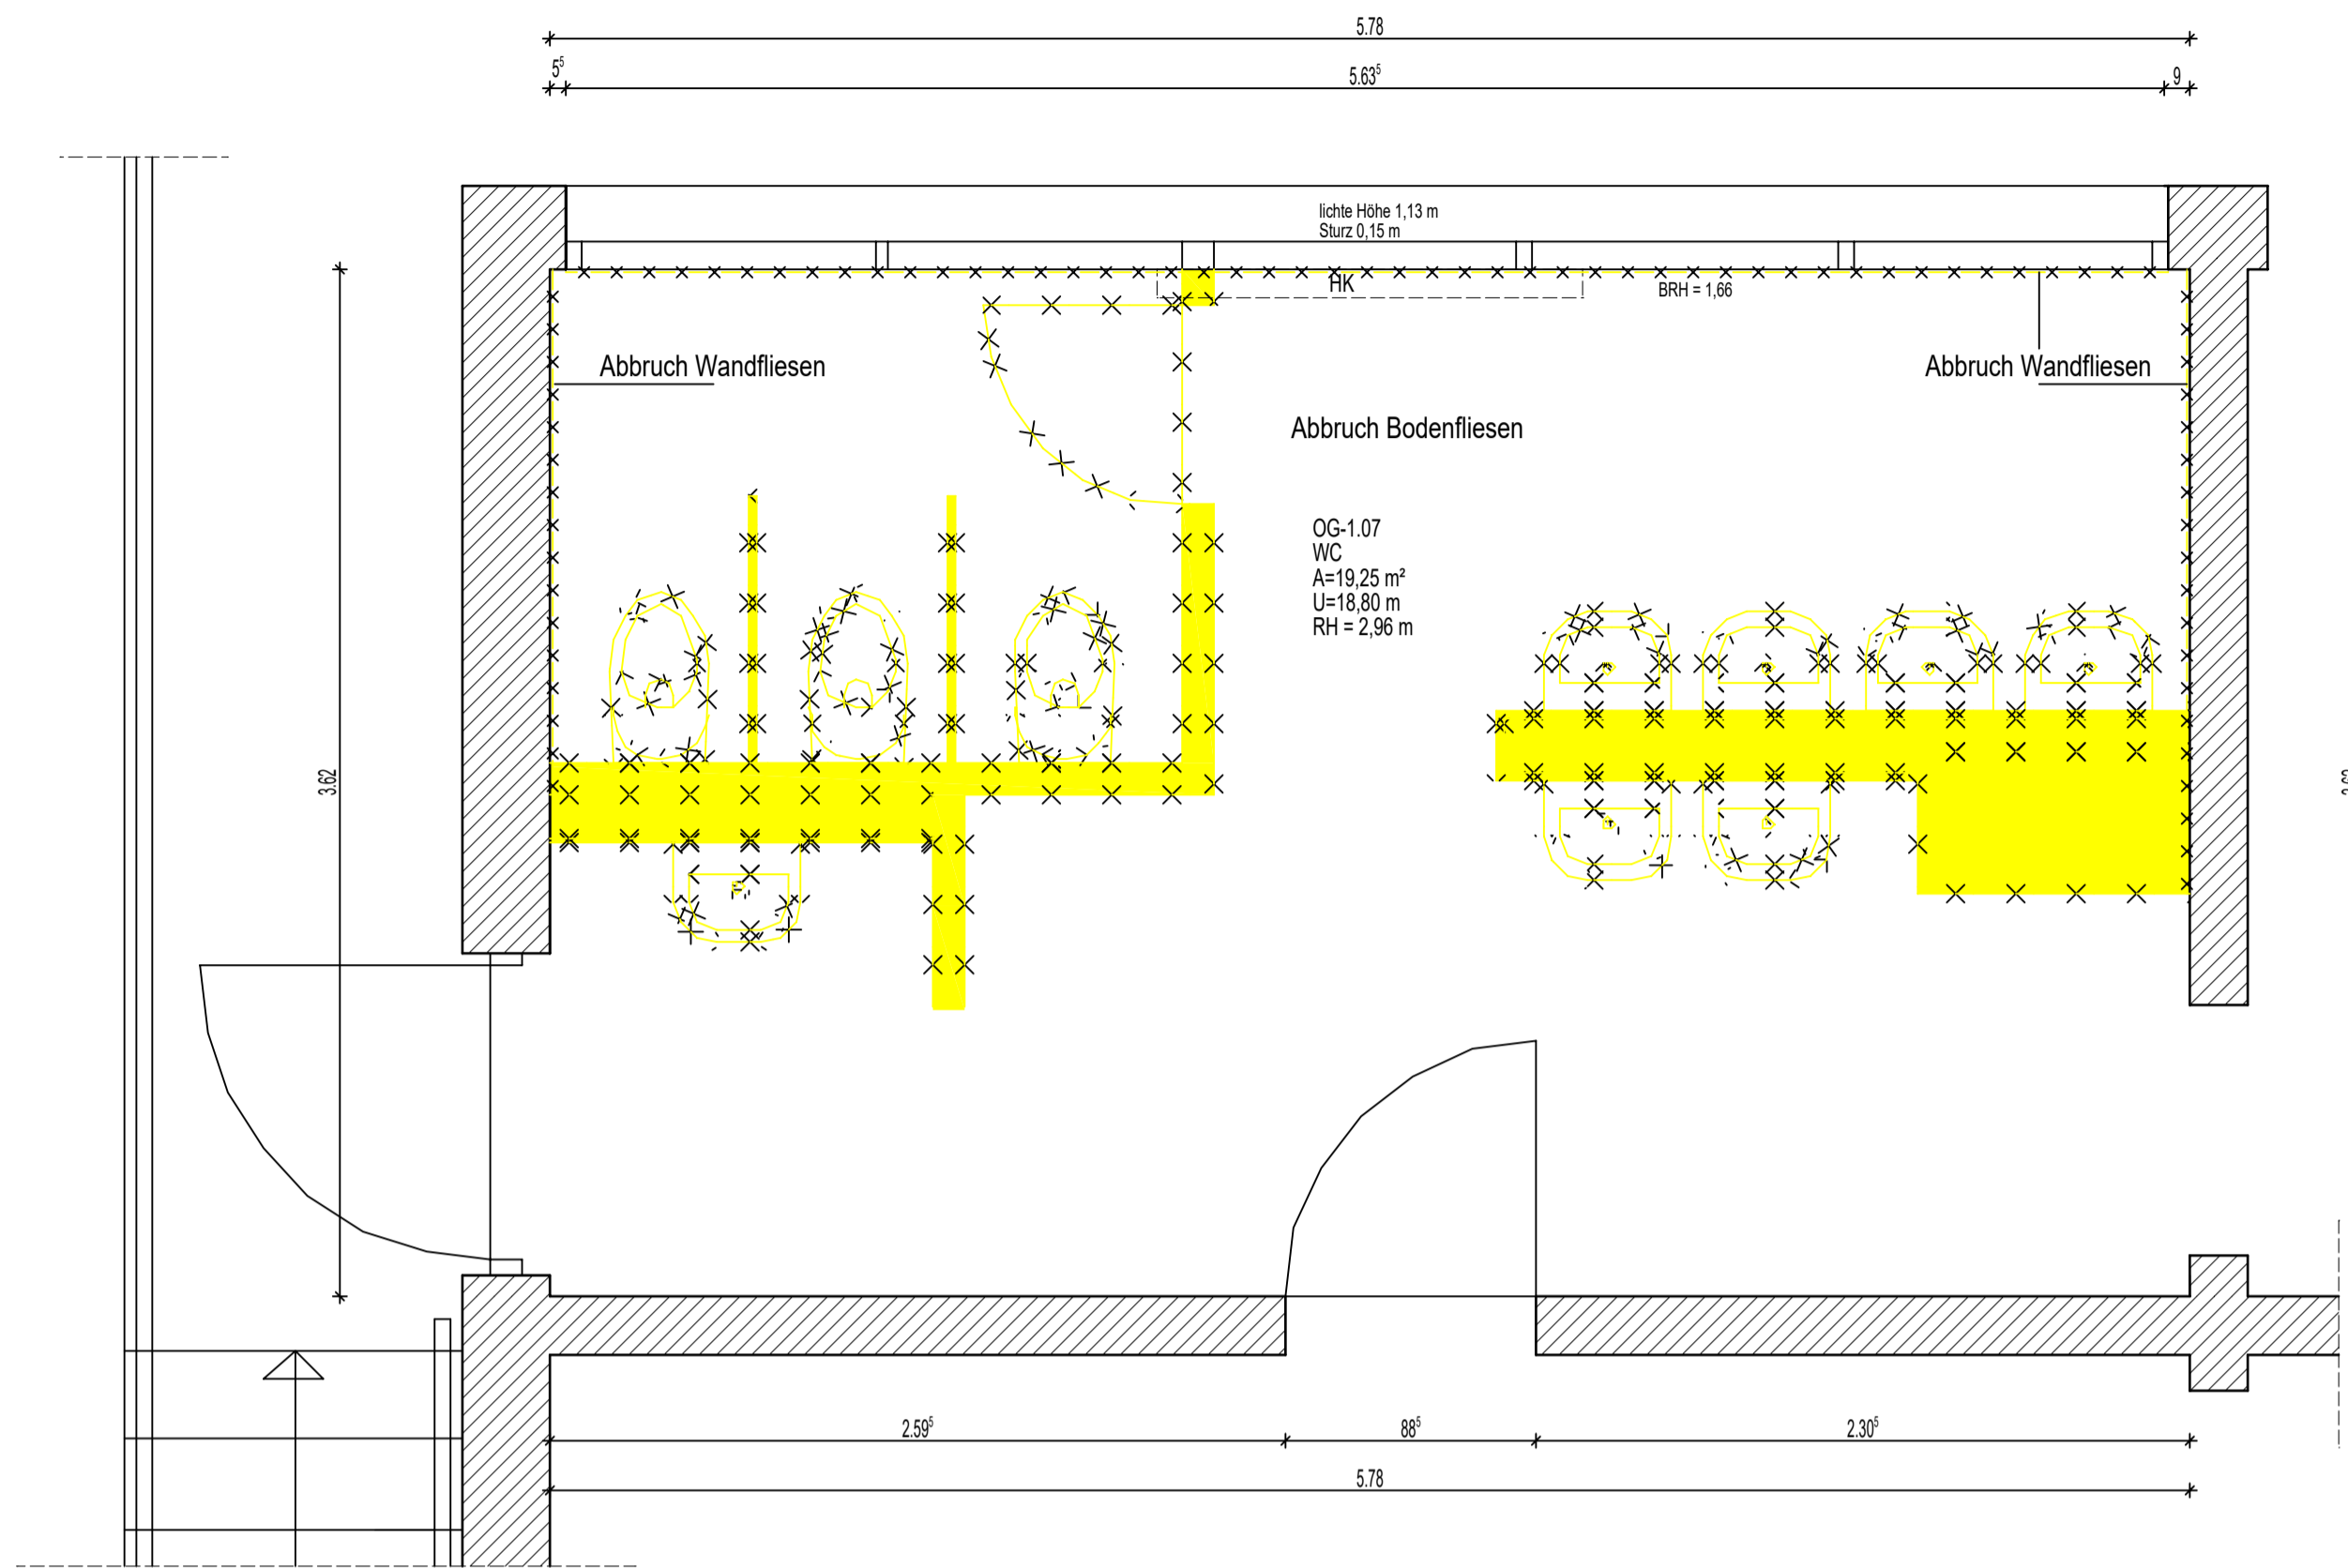 5.78
5⁵ 5.63⁵ 9
lichte Höhe 1,13 m
Sturz 0,15 m
HK
BRH = 1,66
Abbruch Wandfliesen
Abbruch Wandfliesen
Abbruch Bodenfliesen
OG-1.07
WC
A=19,25 m²
U=18,80 m
RH = 2,96 m
3.62
2.59⁵ 88⁵ 2.30⁵
5.78